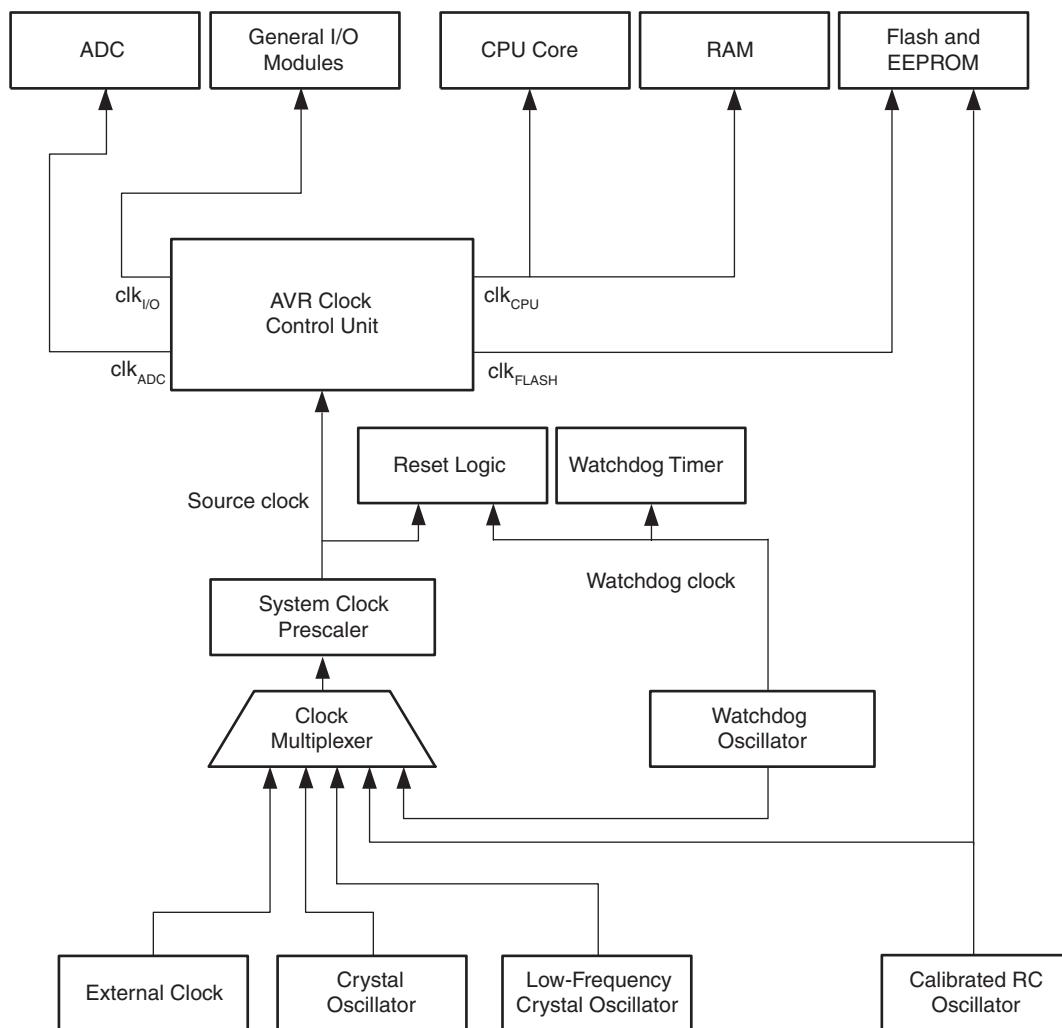 ADC
General I/O
Modules
CPU Core
RAM
Flash and
EEPROM
clkI/O
AVR Clock
Control Unit
clkCPU
clkADC
clkFLASH
Reset Logic
Watchdog Timer
Source clock
Watchdog clock
System Clock
Prescaler
Clock
Multiplexer
Watchdog
Oscillator
External Clock
Crystal
Oscillator
Low-Frequency
Crystal Oscillator
Calibrated RC
Oscillator